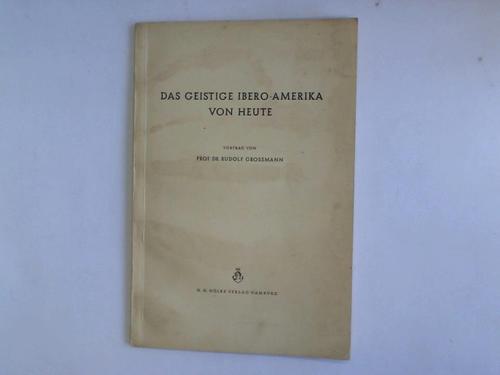 DAS GEISTIGE IBERO-AMERIKA
VON HEUTE
VORTRAG VON
PROF. DR. RUDOLF GROSSMANN
H. H. NÖLKE VERLAG HAMBURG